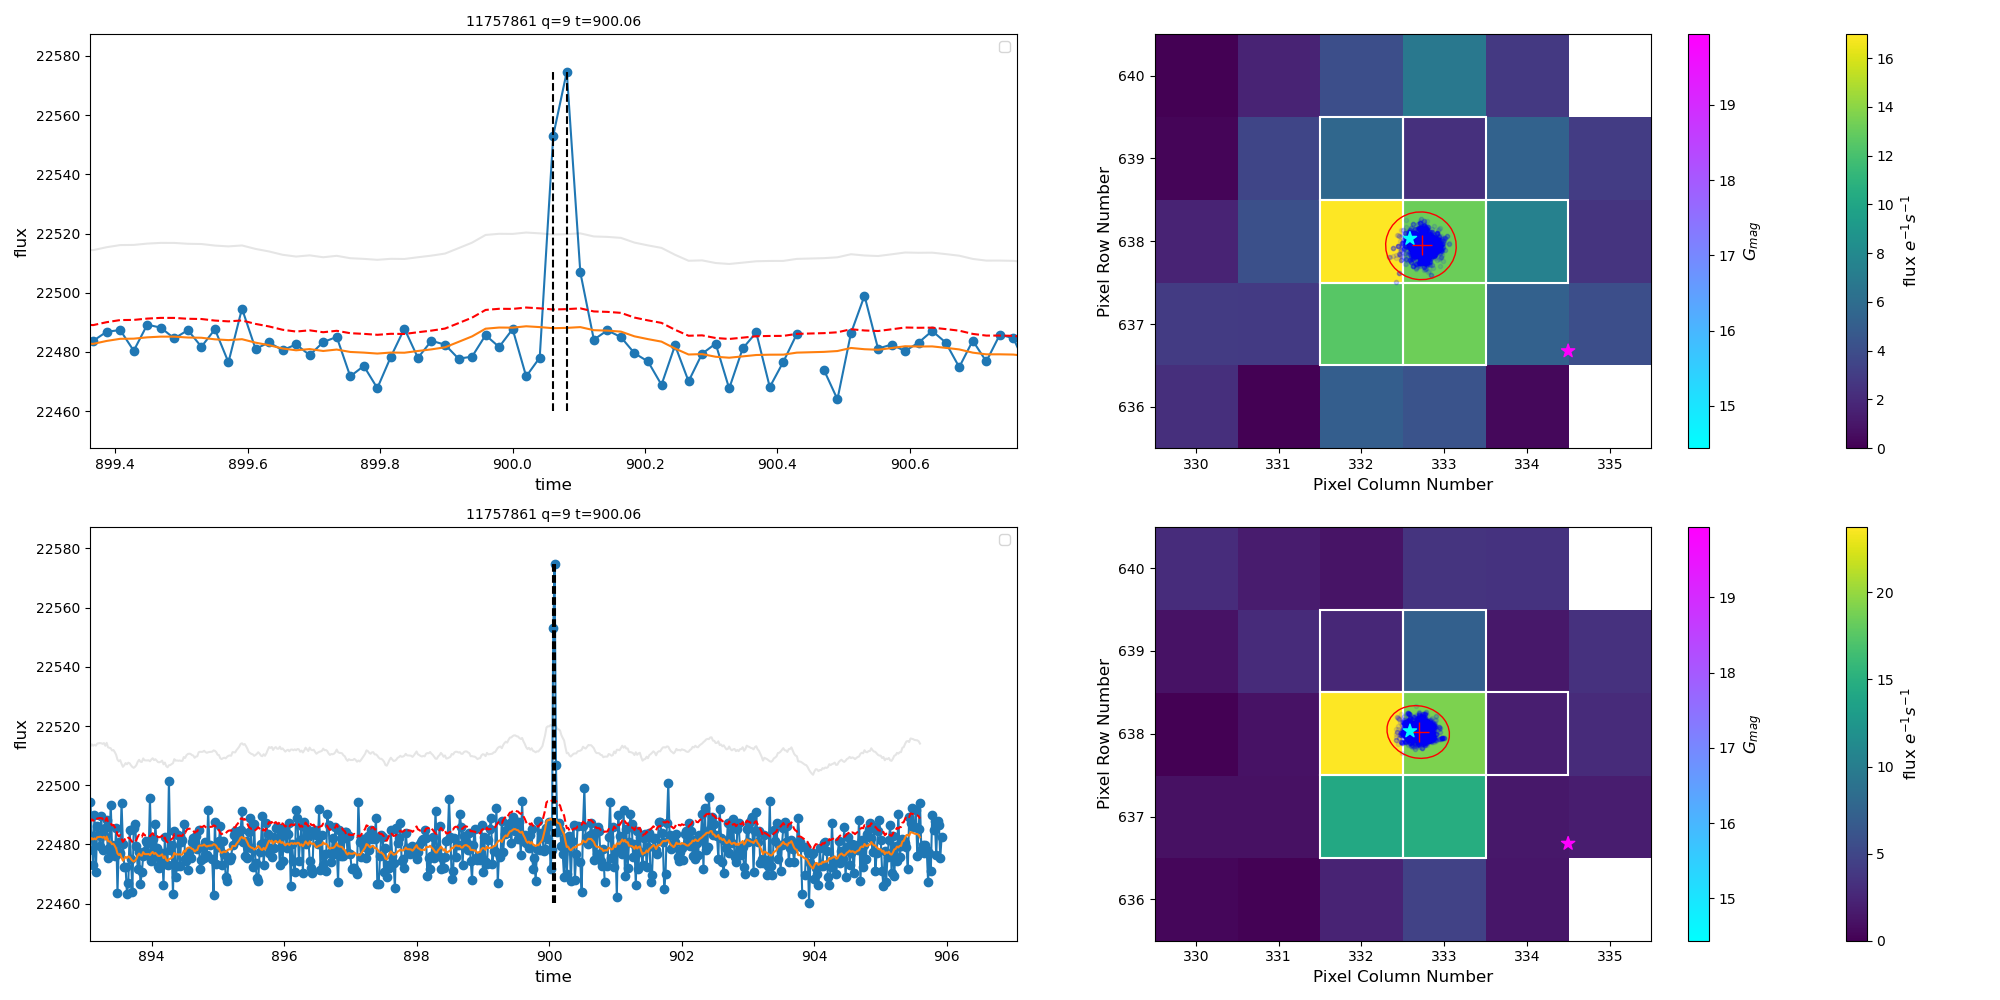 11757861 q=9 t=900.06
22580
22560
22540
22520
22500
22480
22460
flux
899.4 899.6 899.8 900.0 900.2 900.4 900.6
time
640
639
638
637
636
Pixel Row Number
330 331 332 333 334 335
Pixel Column Number
19
18
17
16
15
G_mag
16
14
12
10
8
6
4
2
0
flux e⁻¹s⁻¹
11757861 q=9 t=900.06
22580
22560
22540
22520
22500
22480
22460
flux
894 896 898 900 902 904 906
time
640
639
638
637
636
Pixel Row Number
330 331 332 333 334 335
Pixel Column Number
19
18
17
16
15
G_mag
20
15
10
5
0
flux e⁻¹s⁻¹